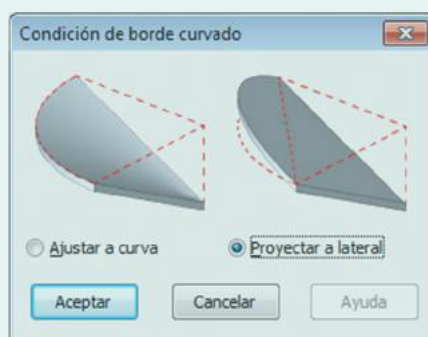 Condición de borde curvado
Ajustar a curva
Proyectar a lateral
Aceptar
Cancelar
Ayuda